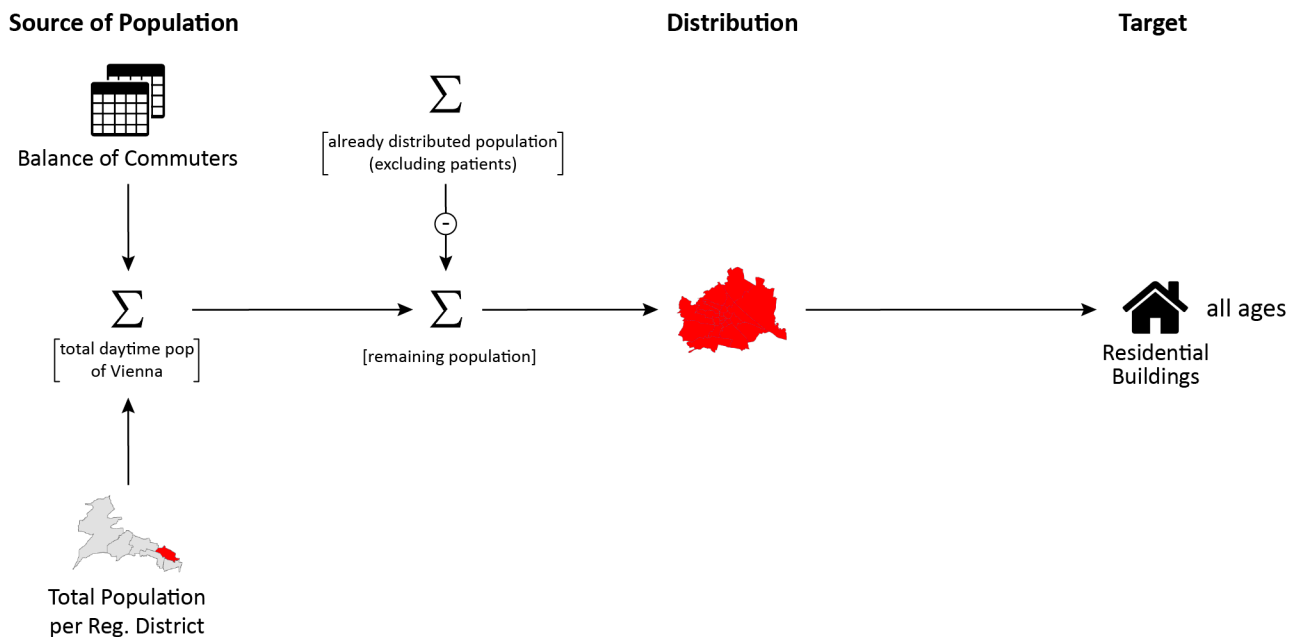 Source of Population
Distribution
Target
Σ
[already distributed population
(excluding patients)]
Balance of Commuters
-
Σ
[total daytime pop
of Vienna]
Σ
[remaining population]
all ages
Residential
Buildings
Total Population
per Reg. District